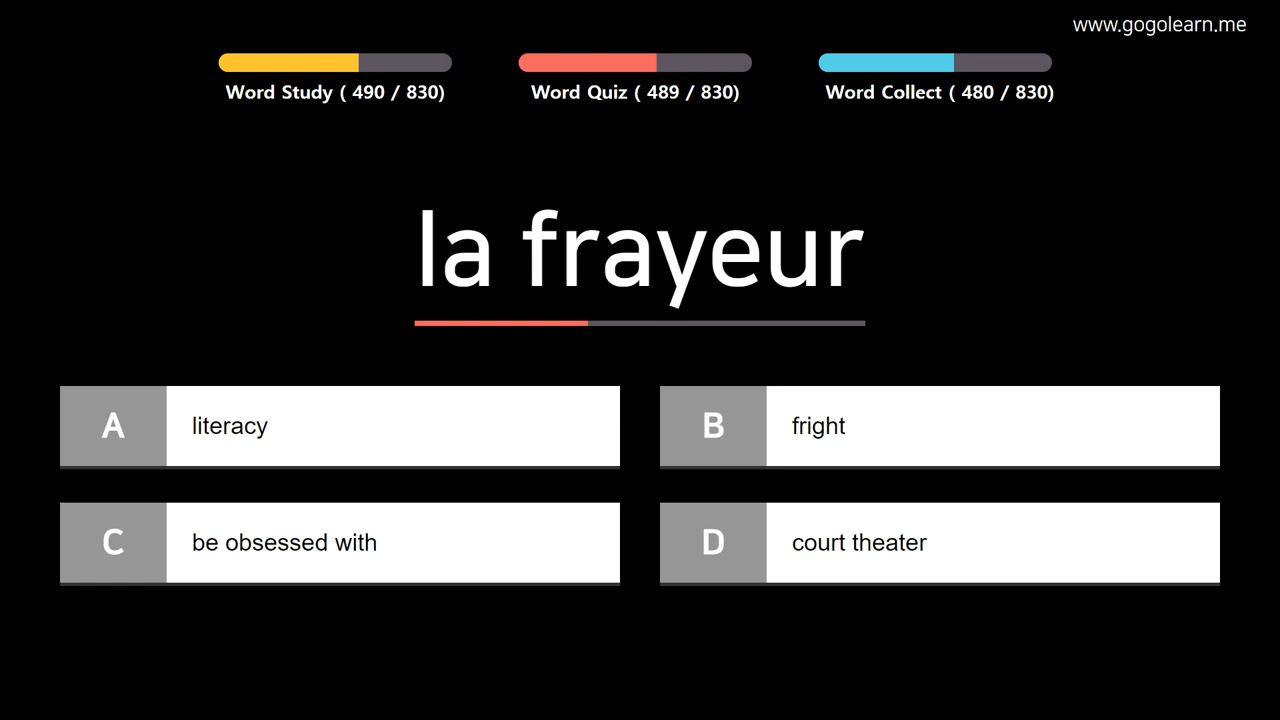 www.gogolearn.me
Word Study ( 490 / 830)
Word Quiz ( 489 / 830)
Word Collect ( 480 / 830)
la frayeur
A literacy
B fright
C be obsessed with
D court theater